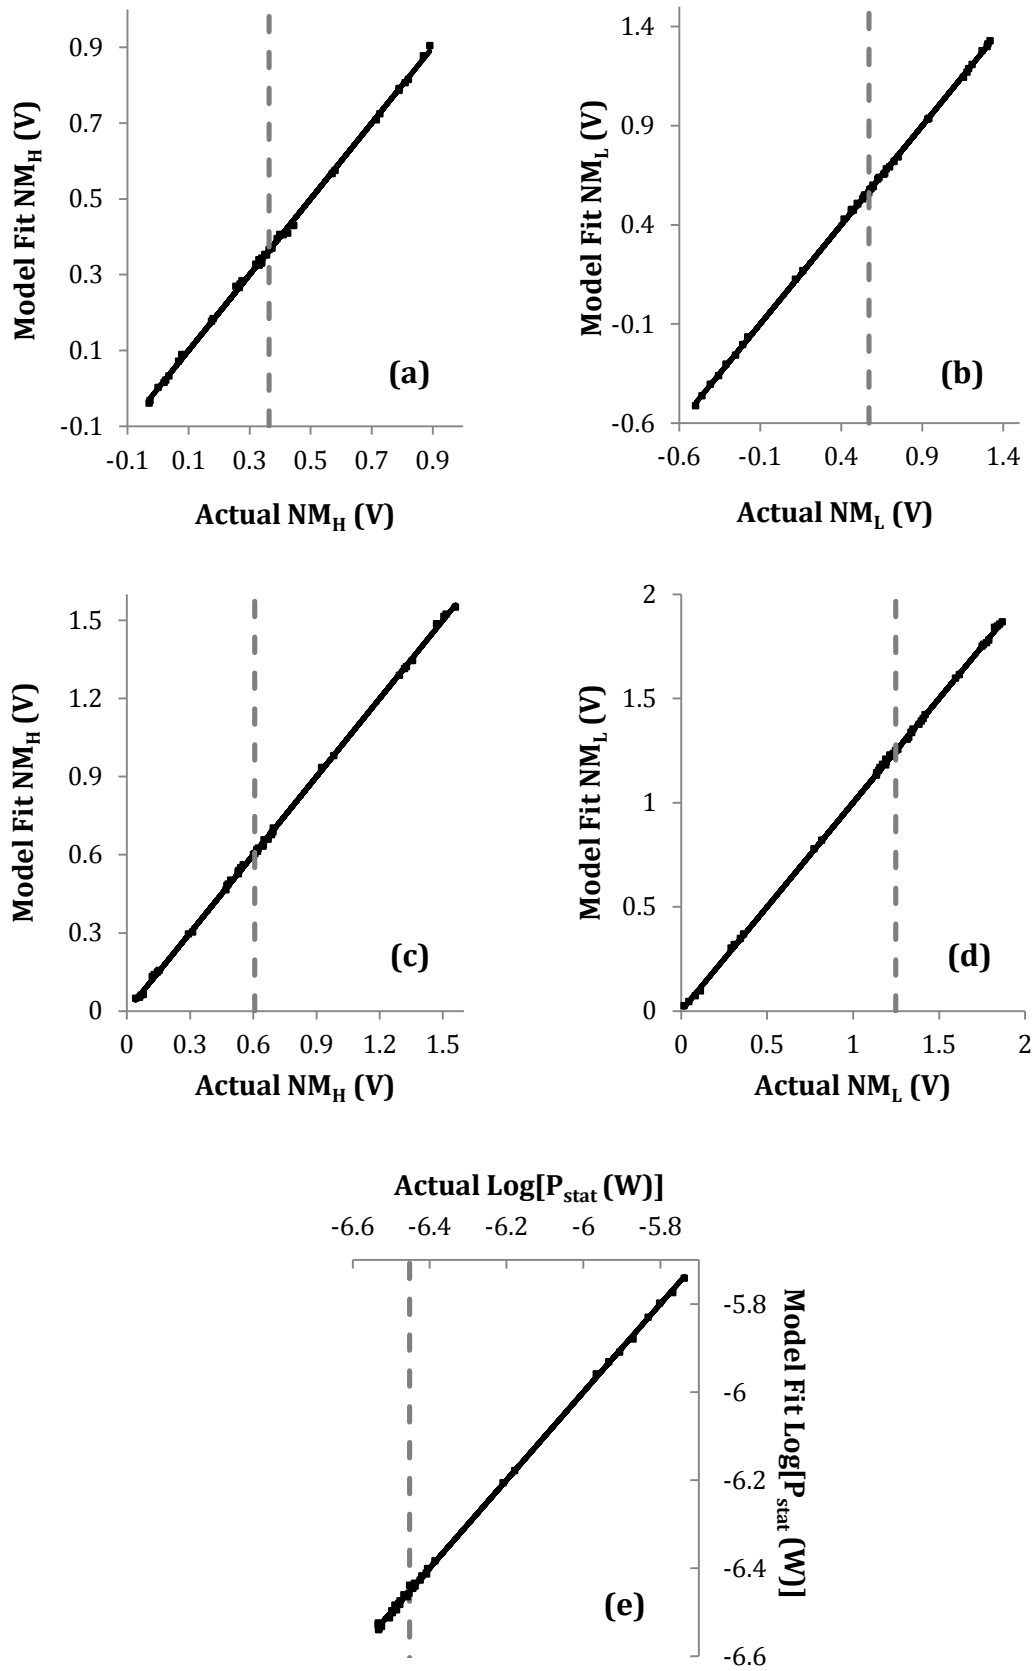 Model Fit NM_H (V)
0.9
0.7
0.5
0.3
0.1
-0.1
-0.1 0.1 0.3 0.5 0.7 0.9
Actual NM_H (V)
(a)
Model Fit NM_L (V)
1.4
0.9
0.4
-0.1
-0.6
-0.6 -0.1 0.4 0.9 1.4
Actual NM_L (V)
(b)
Model Fit NM_H (V)
1.5
1.2
0.9
0.6
0.3
0
0 0.3 0.6 0.9 1.2 1.5
Actual NM_H (V)
(c)
Model Fit NM_L (V)
2
1.5
1
0.5
0
0 0.5 1 1.5 2
Actual NM_L (V)
(d)
Actual Log[P_stat (W)]
-6.6 -6.4 -6.2 -6 -5.8
-5.8
-6
-6.2
-6.4
-6.6
Model Fit Log[P_stat (W)]
(e)